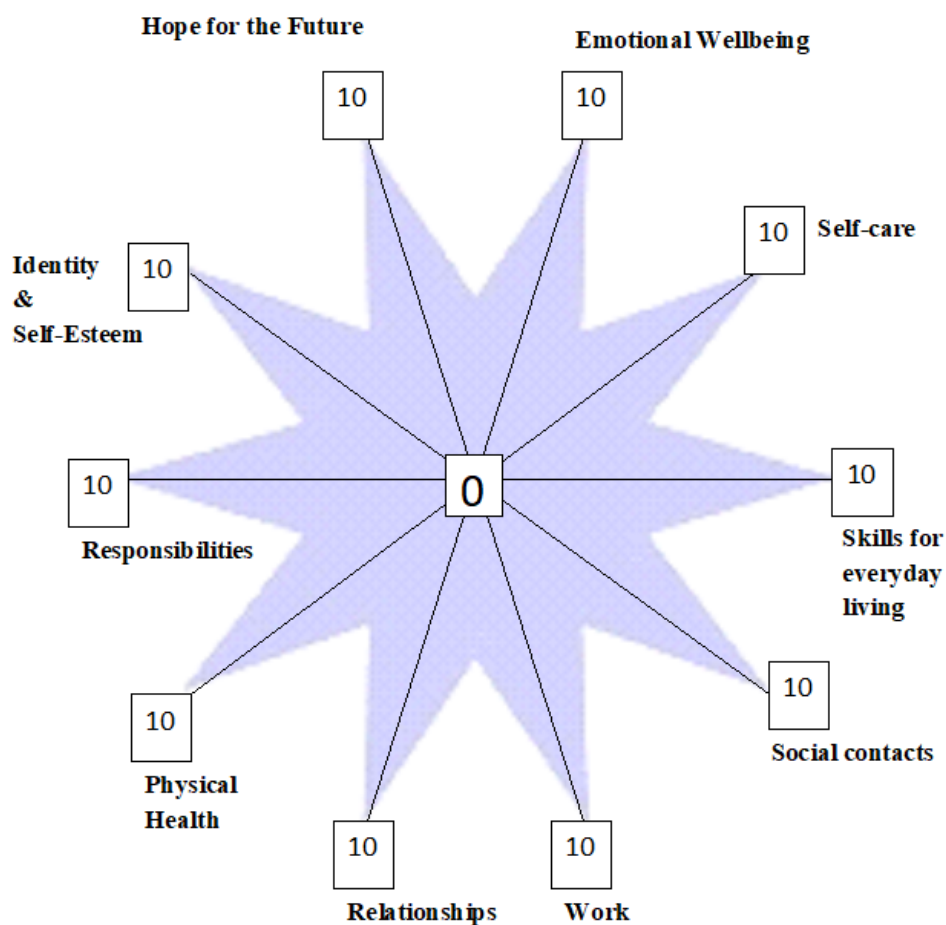 Hope for the Future
Emotional Wellbeing
10
10
10
Self-care
Identity
&
Self-Esteem
10
10
0
10
Responsibilities
Skills for
everyday
living
10
10
Social contacts
Physical
Health
10
10
Relationships
Work